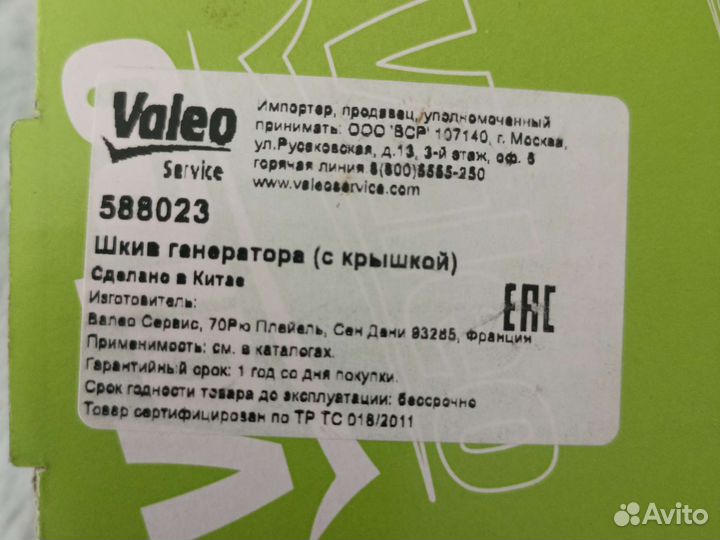 Valeo
Service
Импортер, продавец, уполномоченный
принимать: ООО "ВСР" 107140, г. Москва,
ул.Русаковская, д.13, 3-й этаж, оф. 6
горячая линия 8(800)5555-250
www.valeoservice.com
588023
Шкив генератора (с крышкой)
Сделано в Китае
Изготовитель:
Валео Сервис, 70Рю Плейель, Сен Дени 93285, Франция
EAC
Применимость: см. в каталогах.
Гарантийный срок: 1 год со дня покупки.
Срок годности товара до эксплуатации: бессрочно
Товар сертифицирован по ТР ТС 018/2011
Avito